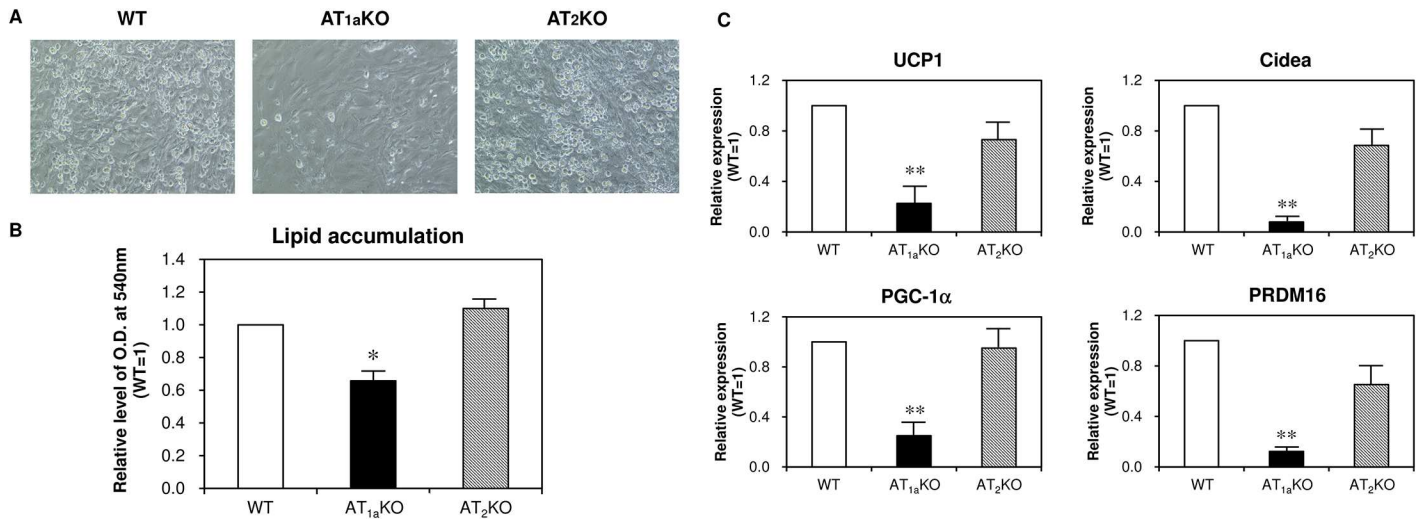 A
WT
AT1aKO
AT2KO
B
Lipid accumulation
Relative level of O.D. at 540nm
(WT=1)
1.4
1.2
1.0
0.8
0.6
0.4
0.2
0.0
*
WT
AT1aKO
AT2KO
C
UCP1
Relative expression
(WT=1)
1.2
0.8
0.4
0.0
**
WT
AT1aKO
AT2KO
Cidea
Relative expression
(WT=1)
1.2
0.8
0.4
0.0
**
WT
AT1aKO
AT2KO
PGC-1α
Relative expression
(WT=1)
1.2
0.8
0.4
0.0
**
WT
AT1aKO
AT2KO
PRDM16
Relative expression
(WT=1)
1.2
0.8
0.4
0.0
**
WT
AT1aKO
AT2KO